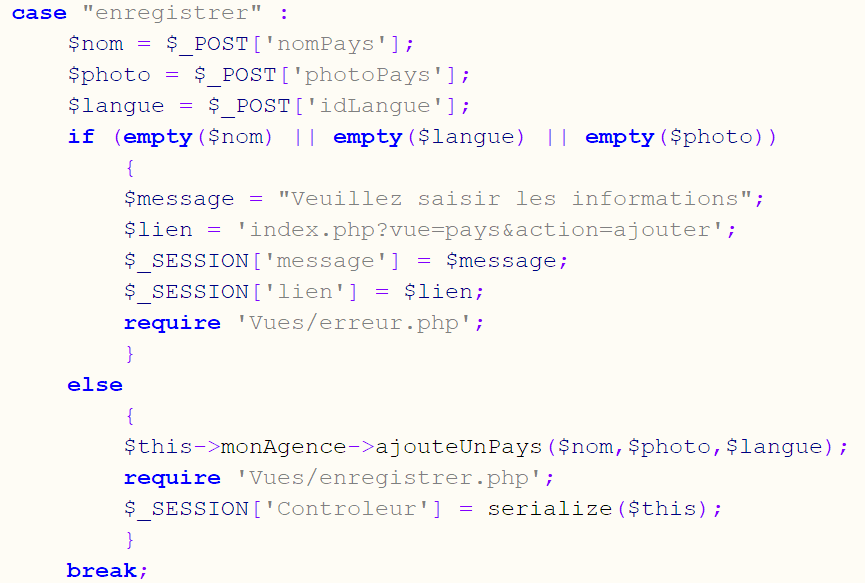 case "enregistrer" :
$nom = $_POST['nomPays'];
$photo = $_POST['photoPays'];
$langue = $_POST['idLangue'];
if (empty($nom) || empty($langue) || empty($photo))
{
$message = "Veuillez saisir les informations";
$lien = 'index.php?vue=pays&action=ajouter';
$_SESSION['message'] = $message;
$_SESSION['lien'] = $lien;
require 'Vues/erreur.php';
}
else
{
$this->monAgence->ajouteUnPays($nom,$photo,$langue);
require 'Vues/enregistrer.php';
$_SESSION['Controleur'] = serialize($this);
}
break;